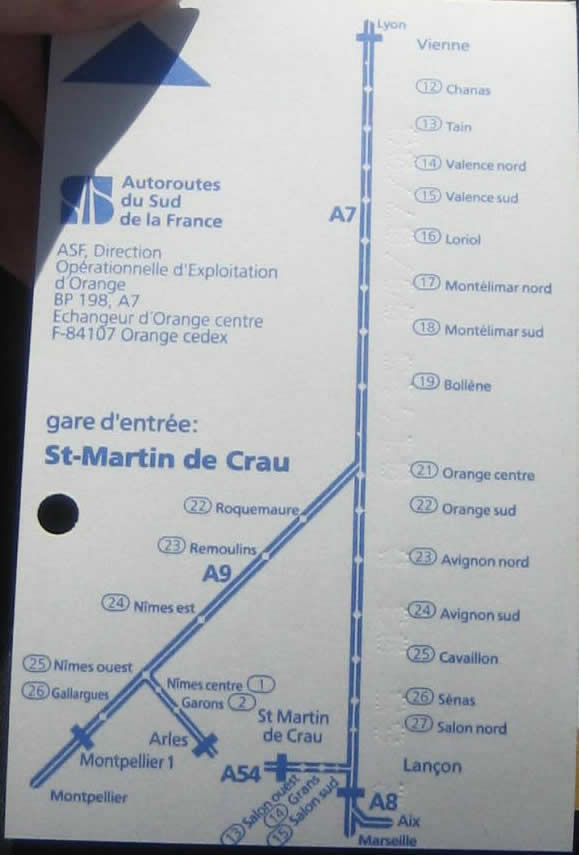 Lyon
Vienne
12 Chanas
13 Tain
14 Valence nord
15 Valence sud
A7
16 Loriol
17 Montélimar nord
18 Montélimar sud
19 Bollène
Autoroutes
du Sud
de la France
ASF, Direction
Opérationnelle d'Exploitation
d'Orange
BP 198, A7
Echangeur d'Orange centre
F-84107 Orange cedex
gare d'entrée:
St-Martin de Crau
21 Orange centre
22 Orange sud
23 Avignon nord
24 Avignon sud
25 Cavaillon
26 Sénas
27 Salon nord
Lançon
22 Roquemaure
23 Remoulins
A9
24 Nîmes est
25 Nîmes ouest
26 Gallargues
Nîmes centre 1
Garons 2
Arles
Montpellier 1
Montpellier
St Martin
de Crau
A54
13 Salon ouest
14 Grans
15 Salon sud
A8
Aix
Marseille